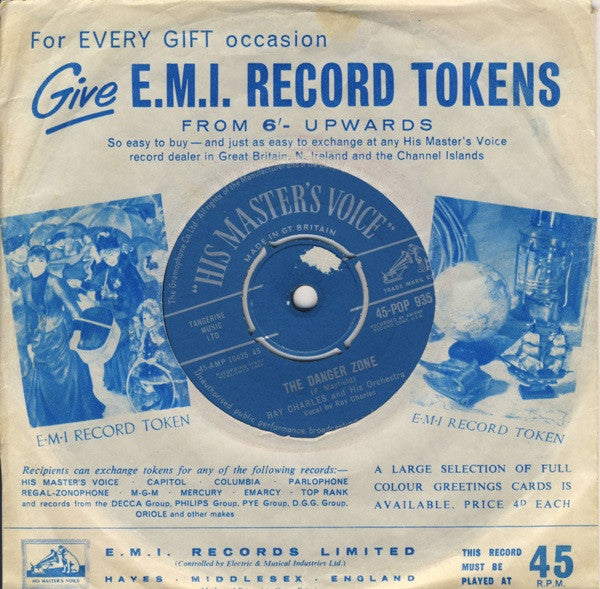 For EVERY GIFT occasion
Give E.M.I. RECORD TOKENS
FROM 6/- UPWARDS
So easy to buy — and just as easy to exchange at any His Master's Voice
record dealer in Great Britain, N. Ireland and the Channel Islands
"HIS MASTER'S VOICE"
MADE IN GT BRITAIN
TRADE MARK
TANGERINE
MUSIC
LTD
45-POP 935
THE DANGER ZONE
(P. Mayfield)
RAY CHARLES and His Orchestra
Vocal by Ray Charles
E·M·I RECORD TOKEN
E·M·I RECORD TOKEN
Recipients can exchange tokens for any of the following records:—
HIS MASTER'S VOICE · CAPITOL · COLUMBIA · PARLOPHONE
REGAL-ZONOPHONE · M-G-M · MERCURY · EMARCY · TOP RANK
and records from the DECCA Group, PHILIPS Group, PYE Group, D.G.G. Group,
ORIOLE and other makes
A LARGE SELECTION OF FULL
COLOUR GREETINGS CARDS IS
AVAILABLE, PRICE 4D EACH
HIS MASTER'S VOICE
E.M.I. RECORDS LIMITED
(Controlled by Electric & Musical Industries Ltd.)
HAYES · MIDDLESEX · ENGLAND
THIS RECORD
MUST BE
PLAYED AT
45
R.P.M.